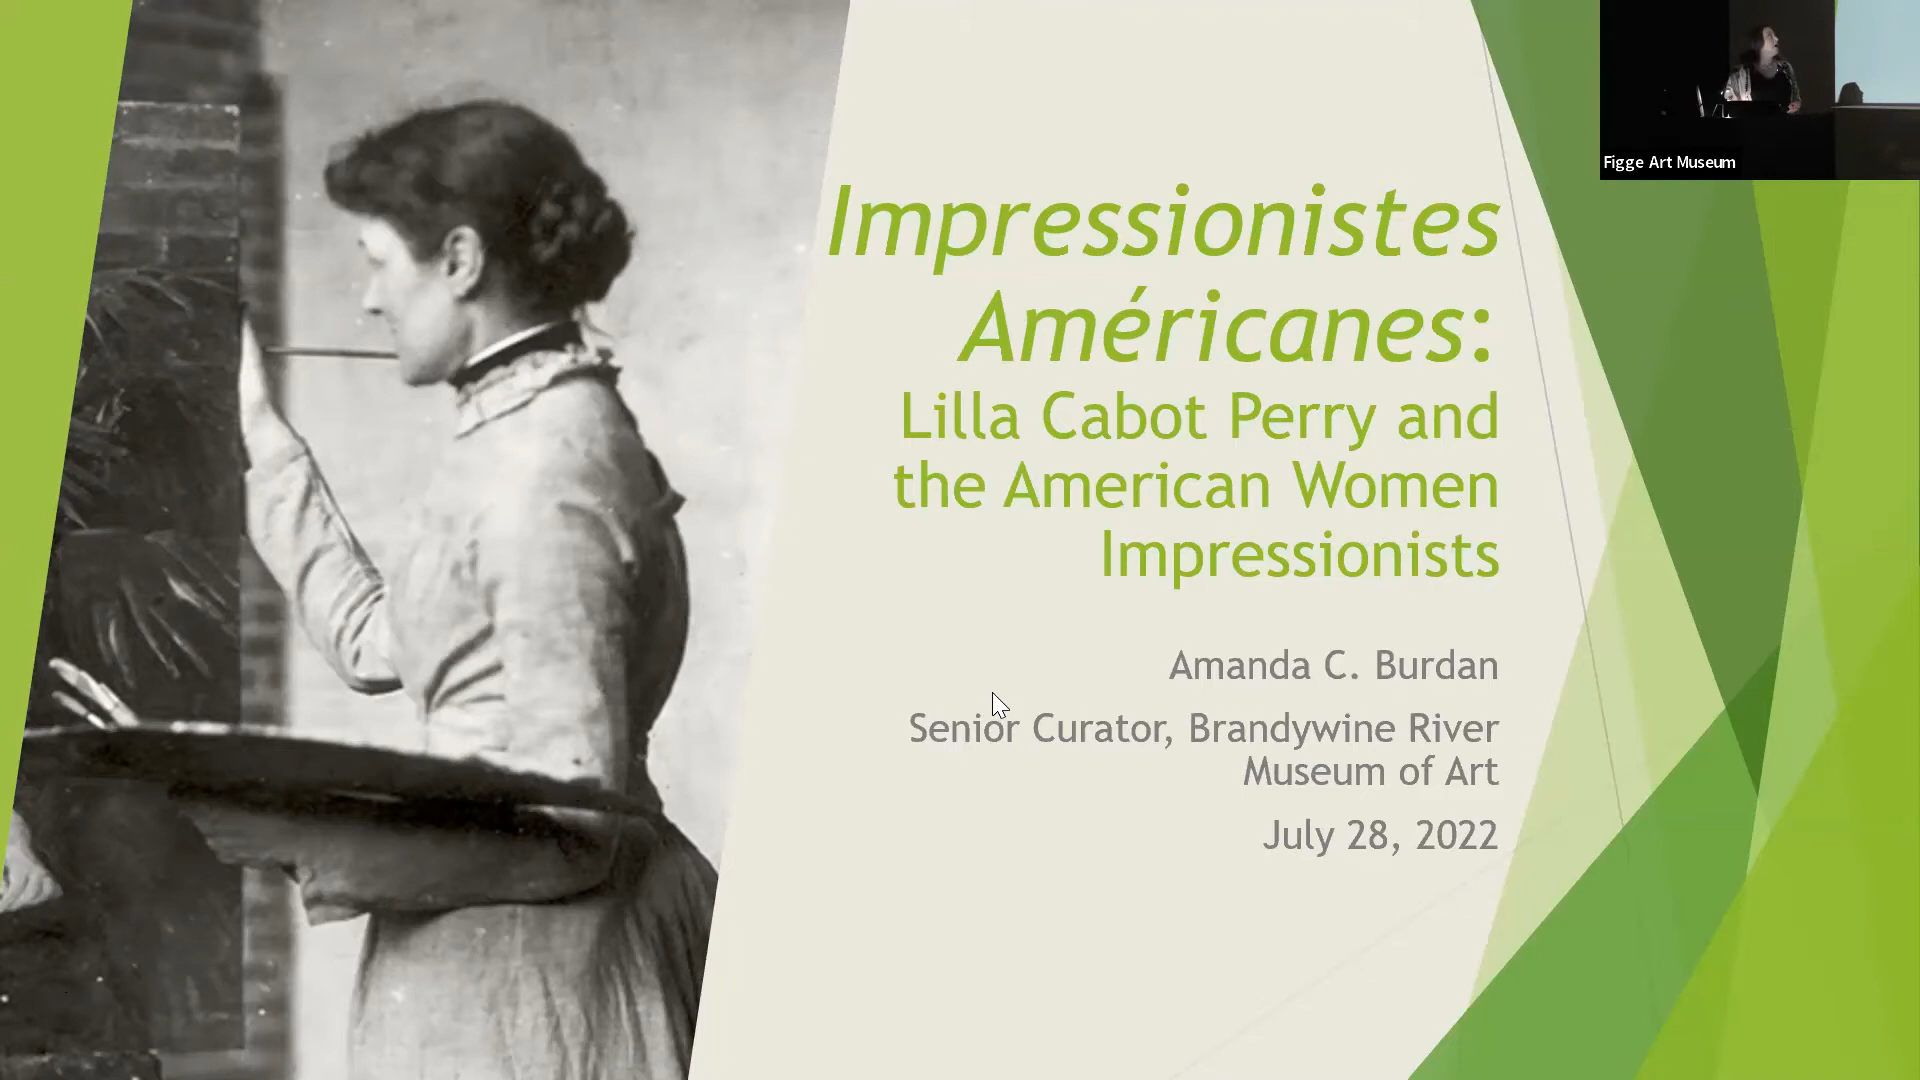 Impressionistes
Américanes:
Lilla Cabot Perry and
the American Women
Impressionists
Amanda C. Burdan
Senior Curator, Brandywine River
Museum of Art
July 28, 2022
Figge Art Museum